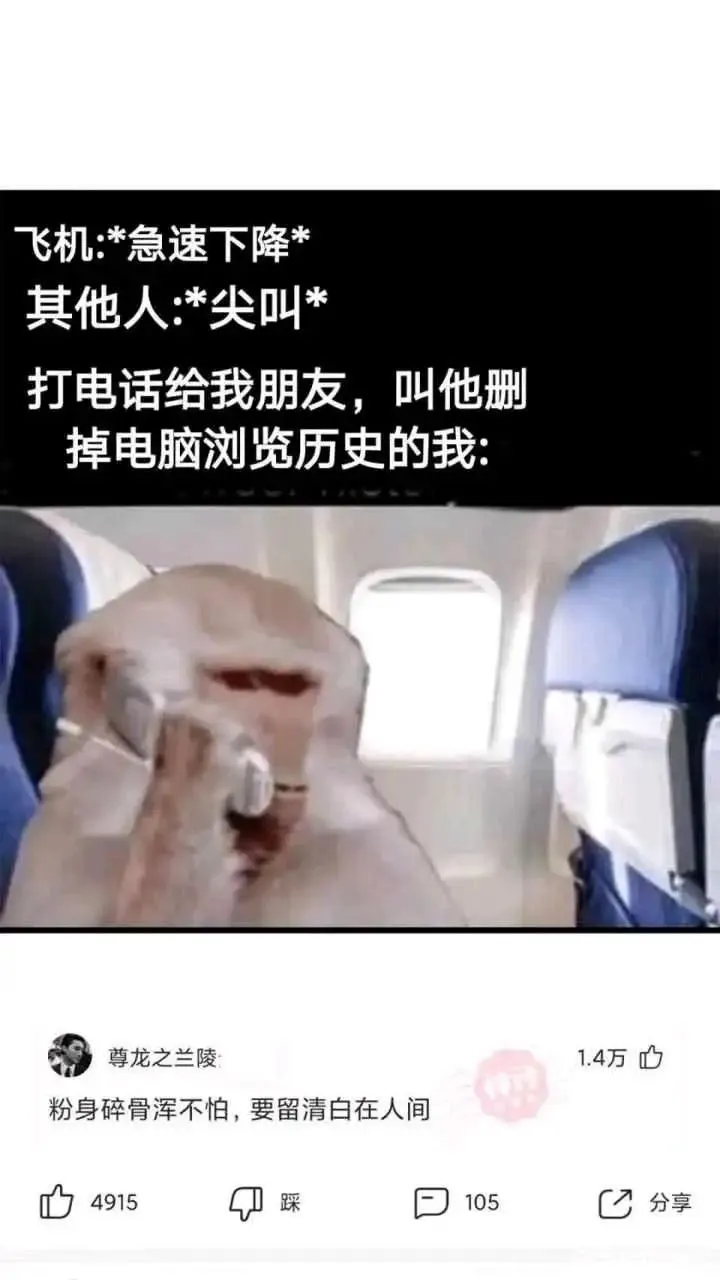 飞机:*急速下降*
其他人:*尖叫*
打电话给我朋友，叫他删
掉电脑浏览历史的我:
尊龙之兰陵
1.4万
粉身碎骨浑不怕，要留清白在人间
4915
踩
105
分享